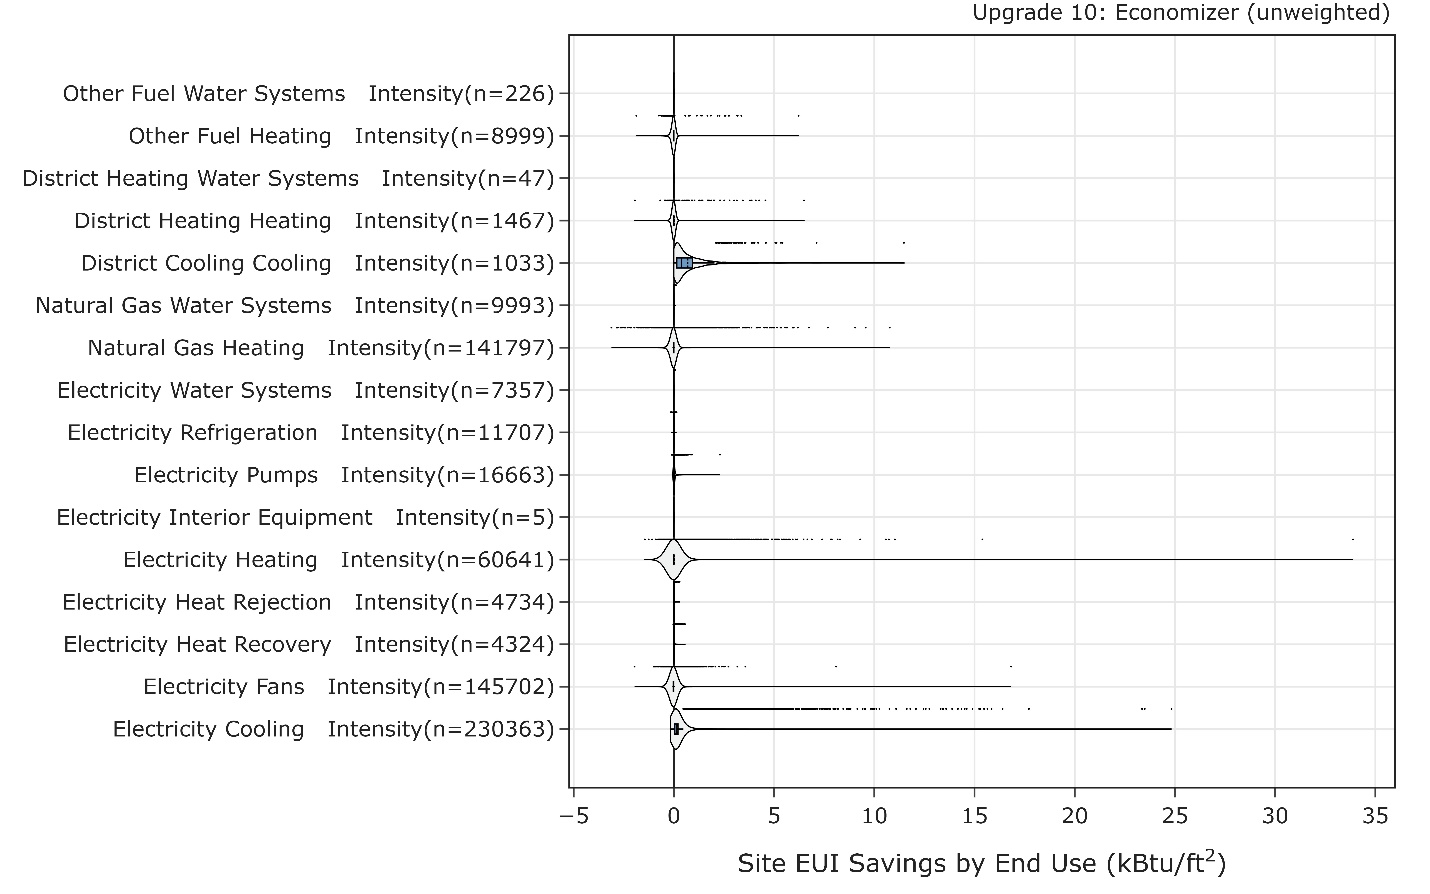 Upgrade 10: Economizer (unweighted)
Other Fuel Water Systems Intensity(n=226)
Other Fuel Heating Intensity(n=8999)
District Heating Water Systems Intensity(n=47)
District Heating Heating Intensity(n=1467)
District Cooling Cooling Intensity(n=1033)
Natural Gas Water Systems Intensity(n=9993)
Natural Gas Heating Intensity(n=141797)
Electricity Water Systems Intensity(n=7357)
Electricity Refrigeration Intensity(n=11707)
Electricity Pumps Intensity(n=16663)
Electricity Interior Equipment Intensity(n=5)
Electricity Heating Intensity(n=60641)
Electricity Heat Rejection Intensity(n=4734)
Electricity Heat Recovery Intensity(n=4324)
Electricity Fans Intensity(n=145702)
Electricity Cooling Intensity(n=230363)
−5 0 5 10 15 20 25 30 35
Site EUI Savings by End Use (kBtu/ft²)